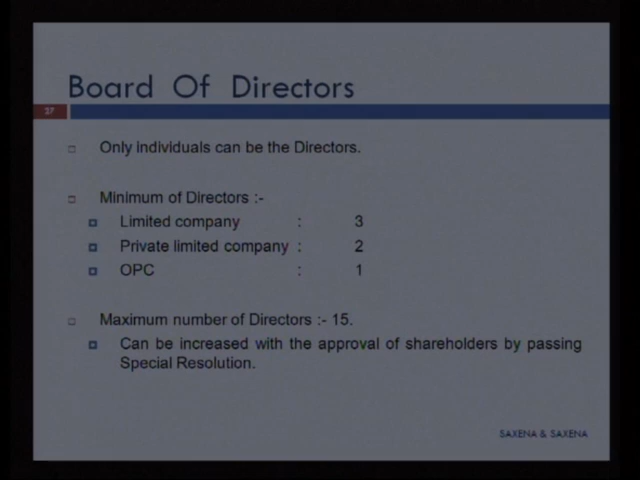 Board Of Directors
27
Only individuals can be the Directors.
Minimum of Directors :-
Limited company : 3
Private limited company : 2
OPC : 1
Maximum number of Directors :- 15.
Can be increased with the approval of shareholders by passing
Special Resolution.
SAXENA & SAXENA